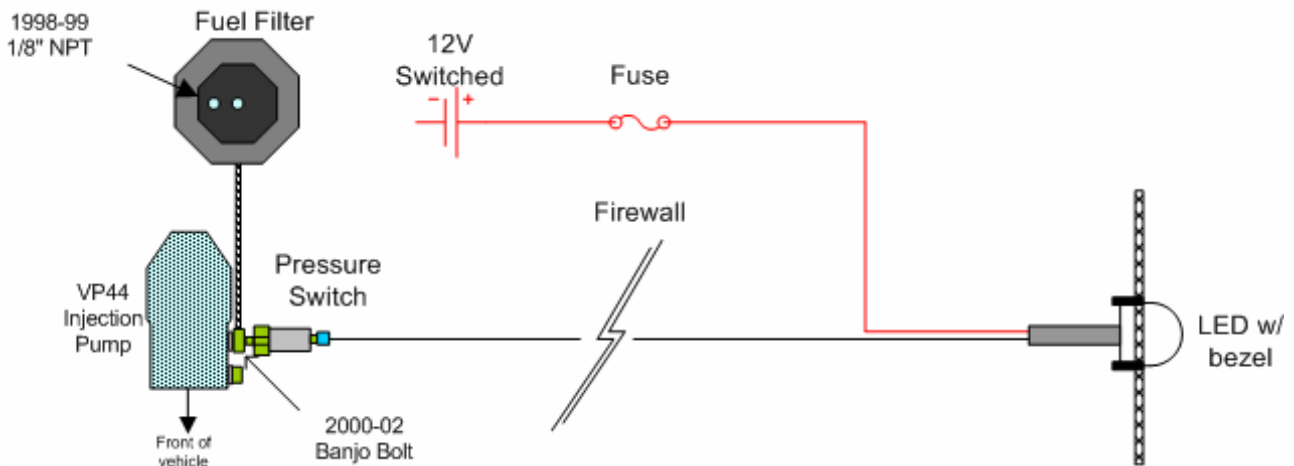 1998-99
1/8" NPT
Fuel Filter
12V
Switched
- +
Fuse
Firewall
Pressure
Switch
VP44
Injection
Pump
LED w/
bezel
2000-02
Banjo Bolt
Front of
vehicle